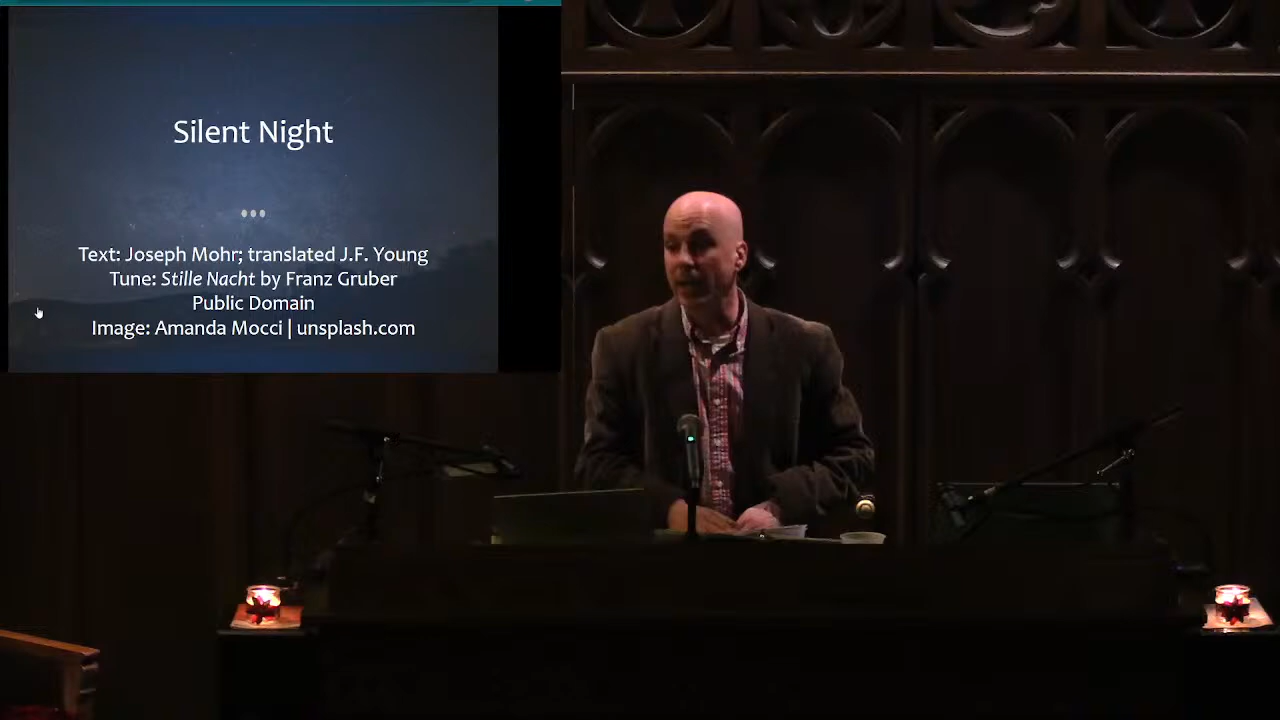 Silent Night
Text: Joseph Mohr; translated J.F. Young
Tune: Stille Nacht by Franz Gruber
Public Domain
Image: Amanda Mocci | unsplash.com